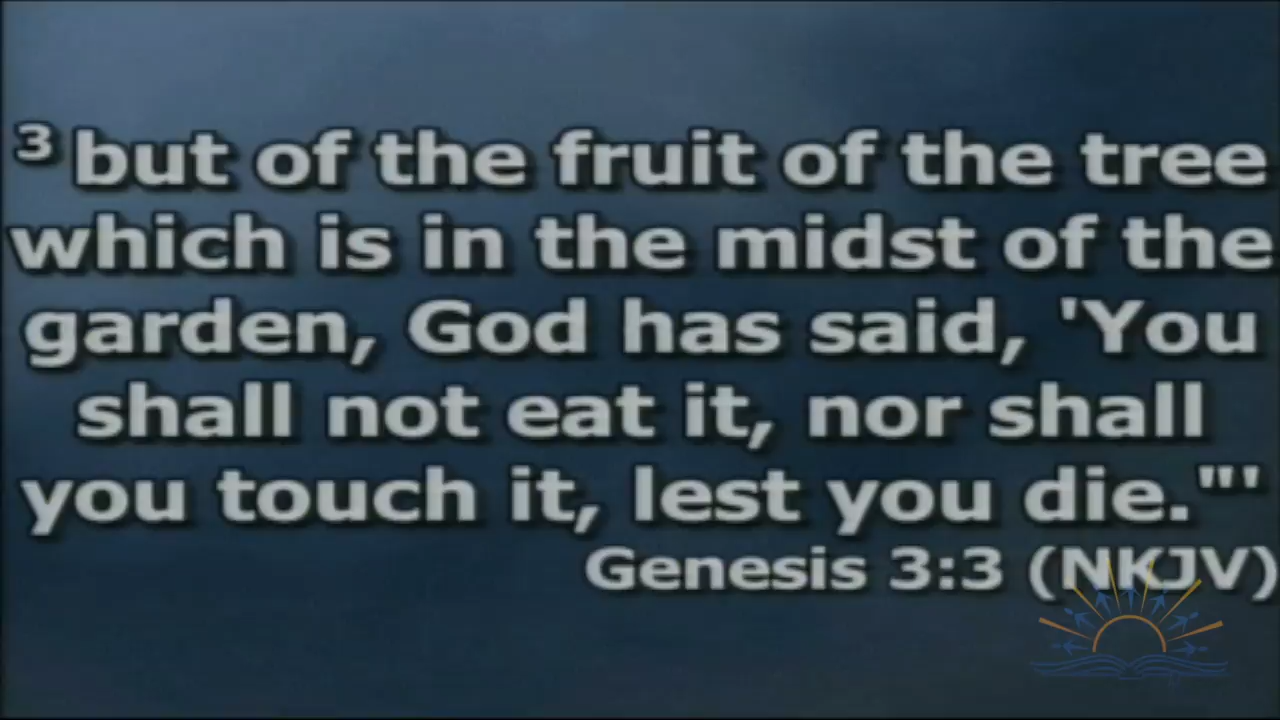 3 but of the fruit of the tree
which is in the midst of the
garden, God has said, 'You
shall not eat it, nor shall
you touch it, lest you die."'
Genesis 3:3 (NKJV)